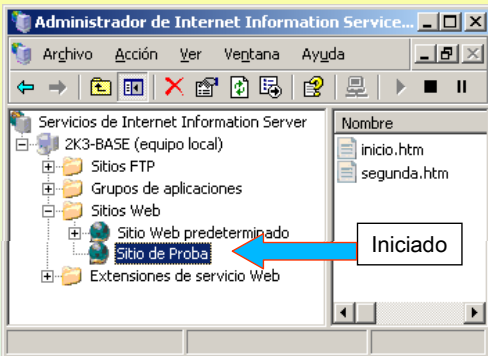 Administrador de Internet Information Service...
Archivo Acción Ver Ventana Ayuda
Servicios de Internet Information Server
2K3-BASE (equipo local)
Sitios FTP
Grupos de aplicaciones
Sitios Web
Sitio Web predeterminado
Sitio de Proba
Extensiones de servicio Web
Nombre
inicio.htm
segunda.htm
Iniciado